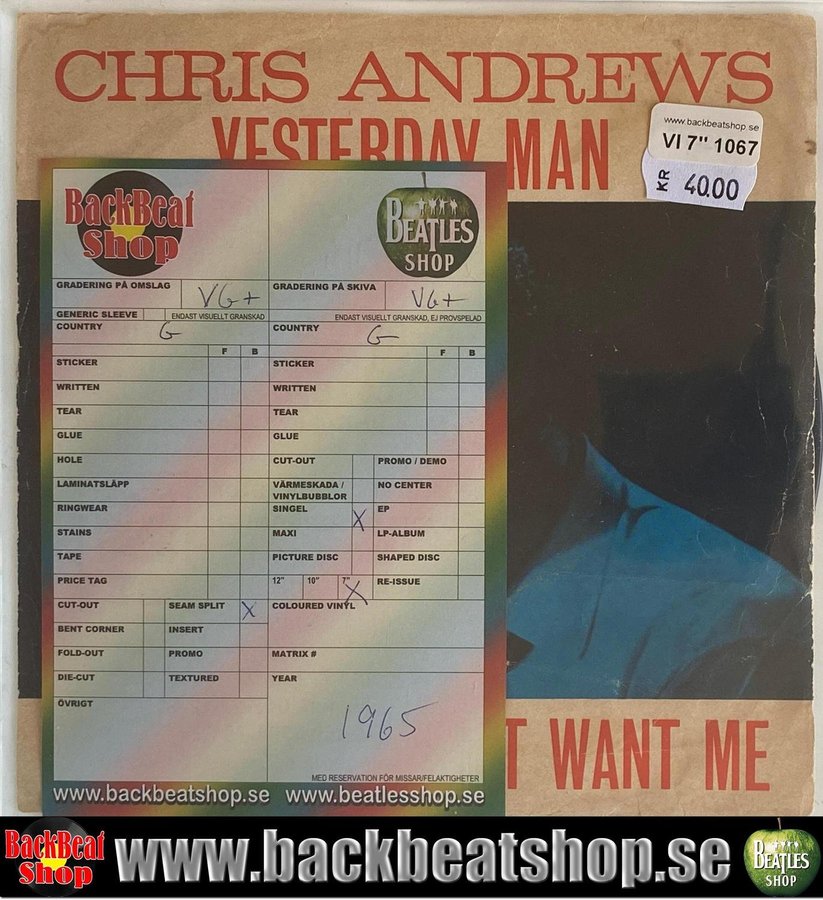 CHRIS ANDREWS
YESTERDAY MAN
www.backbeatshop.se
VI 7" 1067
KR 40.00
BackBeat
Shop
BEATLES
SHOP
GRADERING PÅ OMSLAG VG+
GRADERING PÅ SKIVA VG+
GENERIC SLEEVE ENDAST VISUELLT GRANSKAD
ENDAST VISUELLT GRANSKAD, EJ PROVSPELAD
COUNTRY G
COUNTRY G
F B
F B
STICKER
STICKER
WRITTEN
WRITTEN
TEAR
TEAR
GLUE
GLUE
HOLE
CUT-OUT PROMO / DEMO
LAMINATSLÄPP
VÄRMESKADA /
VINYLBUBBLOR
NO CENTER
RINGWEAR
SINGEL X EP
STAINS
MAXI LP-ALBUM
TAPE
PICTURE DISC SHAPED DISC
PRICE TAG
12" 10" 7" X RE-ISSUE
CUT-OUT SEAM SPLIT X
COLOURED VINYL
BENT CORNER INSERT
FOLD-OUT PROMO
MATRIX #
DIE-CUT TEXTURED
YEAR
ÖVRIGT
1965
MED RESERVATION FÖR MISSAR/FELAKTIGHETER
www.backbeatshop.se www.beatlesshop.se
T WANT ME
BackBeat
Shop
www.backbeatshop.se
BEATLES
SHOP